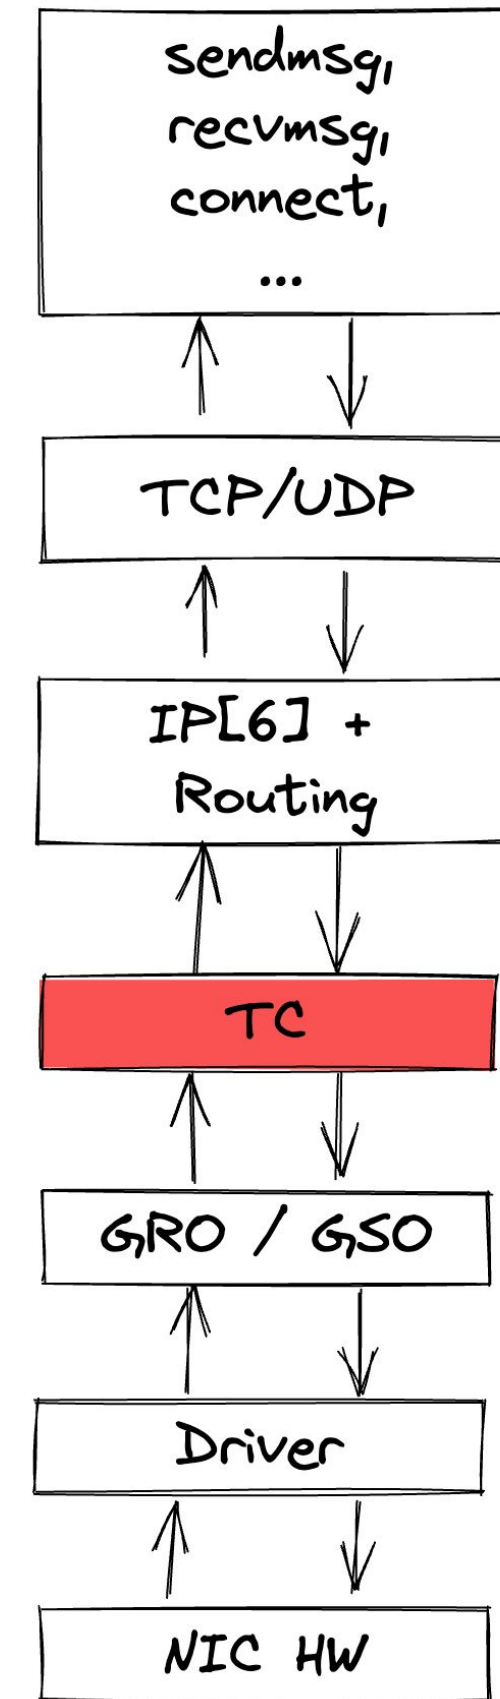 sendmsg,
recvmsg,
connect,
...
TCP/UDP
IP[6] +
Routing
TC
GRO / GSO
Driver
NIC HW